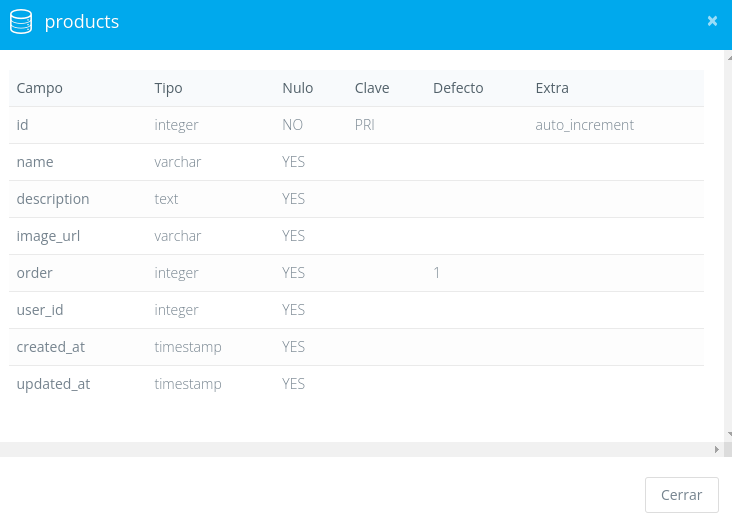 products ×
Campo Tipo Nulo Clave Defecto Extra
id integer NO PRI auto_increment
name varchar YES
description text YES
image_url varchar YES
order integer YES 1
user_id integer YES
created_at timestamp YES
updated_at timestamp YES
Cerrar